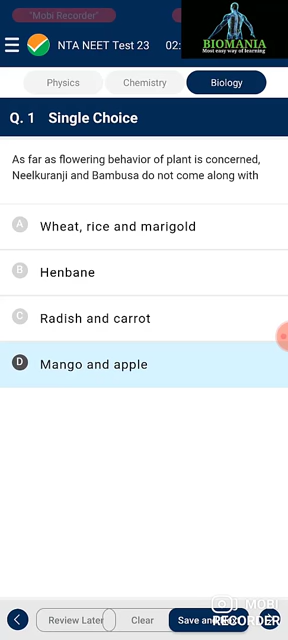 "Mobi Recorder"
NTA NEET Test 23 02:
BIOMANIA
Most easy way of learning
Physics Chemistry Biology
Q. 1 Single Choice
As far as flowering behavior of plant is concerned,
Neelkuranji and Bambusa do not come along with
A Wheat, rice and marigold
B Henbane
C Radish and carrot
D Mango and apple
MOBI
RECORDER
Review Later Clear Save and